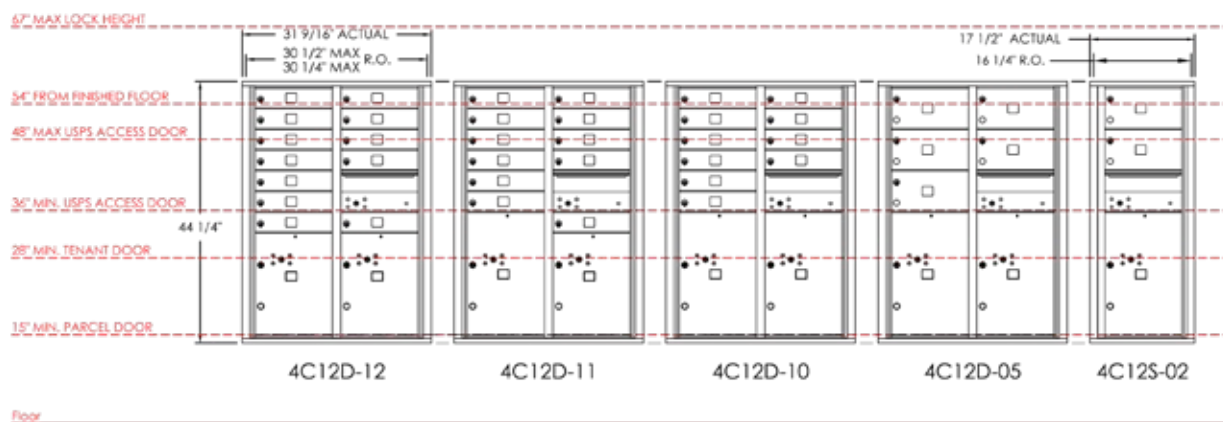 67" MAX LOCK HEIGHT
31 9/16" ACTUAL
30 1/2" MAX R.O.
30 1/4" MAX
17 1/2" ACTUAL
16 1/4" R.O.
54" FROM FINISHED FLOOR
48" MAX USPS ACCESS DOOR
36" MIN. USPS ACCESS DOOR
44 1/4"
28" MIN. TENANT DOOR
15" MIN. PARCEL DOOR
4C12D-12
4C12D-11
4C12D-10
4C12D-05
4C12S-02
Floor